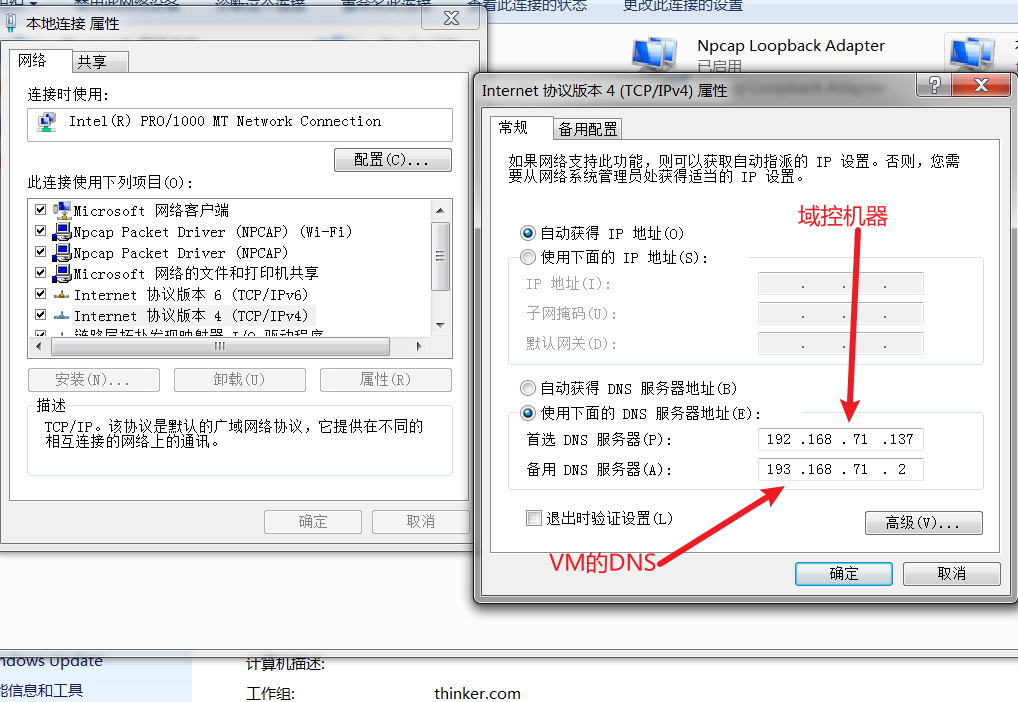 更改此连接的设置
本地连接 属性
网络
共享
连接时使用:
Intel(R) PRO/1000 MT Network Connection
配置(C)...
此连接使用下列项目(O):
Microsoft 网络客户端
Npcap Packet Driver (NPCAP) (Wi-Fi)
Npcap Packet Driver (NPCAP)
Microsoft 网络的文件和打印机共享
Internet 协议版本 6 (TCP/IPv6)
Internet 协议版本 4 (TCP/IPv4)
链路层拓扑发现映射器 I/O 驱动程序
安装(N)...
卸载(U)
属性(R)
描述
TCP/IP。该协议是默认的广域网络协议，它提供在不同的
相互连接的网络上的通讯。
确定
取消
Npcap Loopback Adapter
已启用
Internet 协议版本 4 (TCP/IPv4) 属性
常规
备用配置
如果网络支持此功能，则可以获取自动指派的 IP 设置。否则，您需
要从网络系统管理员处获得适当的 IP 设置。
域控机器
自动获得 IP 地址(O)
使用下面的 IP 地址(S):
IP 地址(I):
子网掩码(U):
默认网关(D):
自动获得 DNS 服务器地址(B)
使用下面的 DNS 服务器地址(E):
首选 DNS 服务器(P):
192 .168 . 71 .137
备用 DNS 服务器(A):
193 .168 . 71 . 2
退出时验证设置(L)
高级(V)...
VM的DNS
确定
取消
ndows Update
能信息和工具
计算机描述:
工作组:
thinker.com